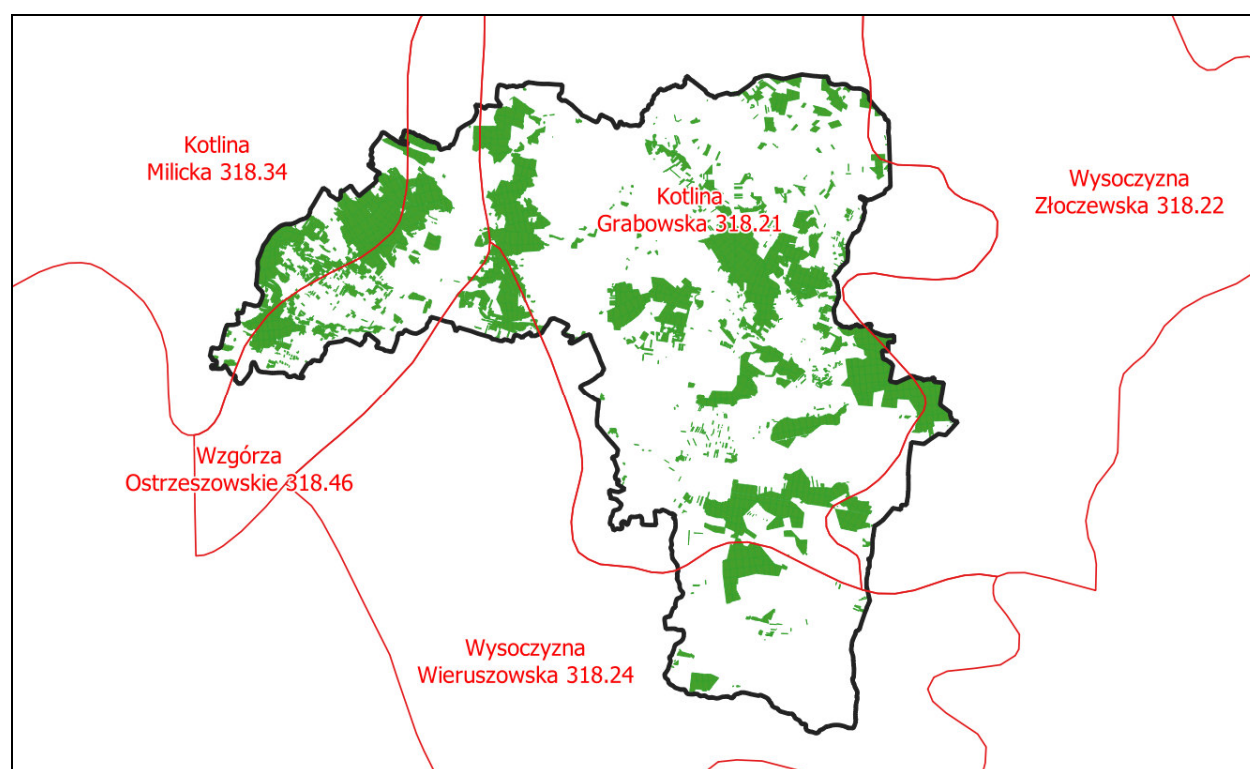 Kotlina
Milicka 318.34
Kotlina
Grabowska 318.21
Wysoczyzna
Złoczewska 318.22
Wzgórza
Ostrzeszowskie 318.46
Wysoczyzna
Wieruszowska 318.24